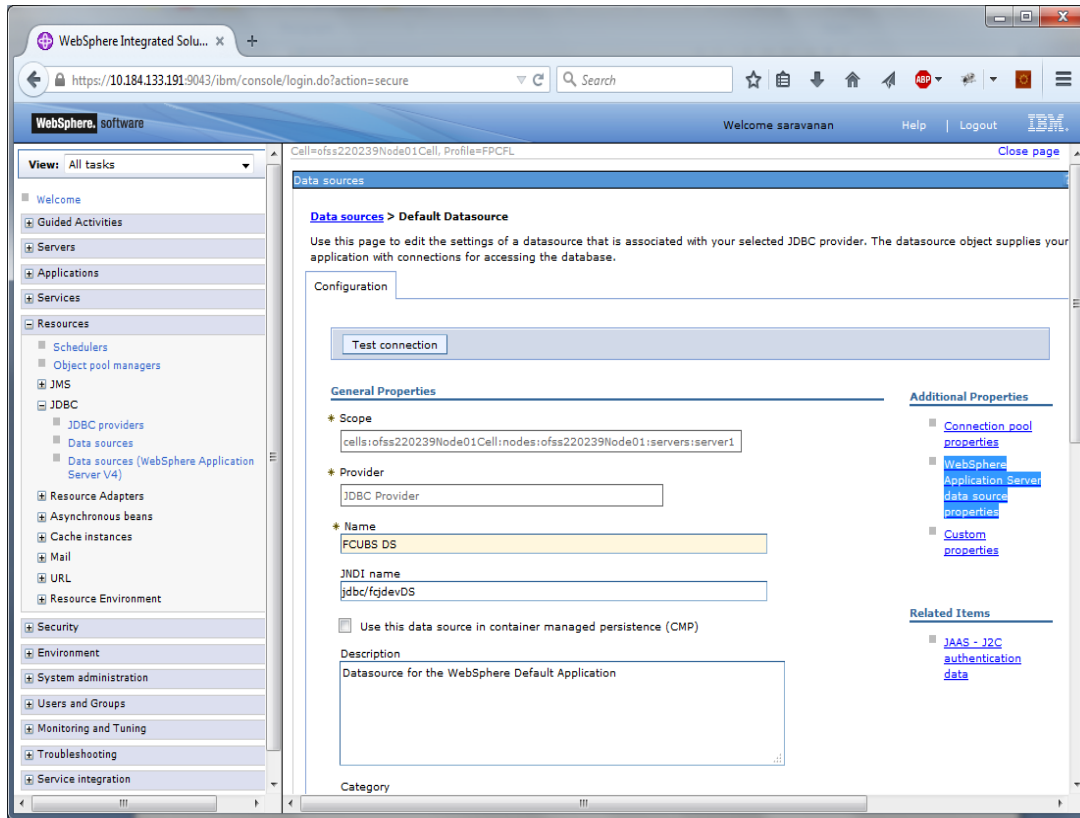 WebSphere Integrated Solu... × +
https://10.184.133.191:9043/ibm/console/login.do?action=secure
Search
ABP
WebSphere. software
Welcome saravanan
Help | Logout
IBM.
View: All tasks
Welcome
Guided Activities
Servers
Applications
Services
Resources
Schedulers
Object pool managers
JMS
JDBC
JDBC providers
Data sources
Data sources (WebSphere Application
Server V4)
Resource Adapters
Asynchronous beans
Cache instances
Mail
URL
Resource Environment
Security
Environment
System administration
Users and Groups
Monitoring and Tuning
Troubleshooting
Service integration
Cell=ofss220239Node01Cell, Profile=FPCFL
Close page
Data sources
?
Data sources > Default Datasource
Use this page to edit the settings of a datasource that is associated with your selected JDBC provider. The datasource object supplies your
application with connections for accessing the database.
Configuration
Test connection
General Properties
* Scope
cells:ofss220239Node01Cell:nodes:ofss220239Node01:servers:server1
* Provider
JDBC Provider
* Name
FCUBS DS
JNDI name
jdbc/fcjdevDS
Use this data source in container managed persistence (CMP)
Description
Datasource for the WebSphere Default Application
Category
Additional Properties
Connection pool
properties
WebSphere
Application Server
data source
properties
Custom
properties
Related Items
JAAS - J2C
authentication
data